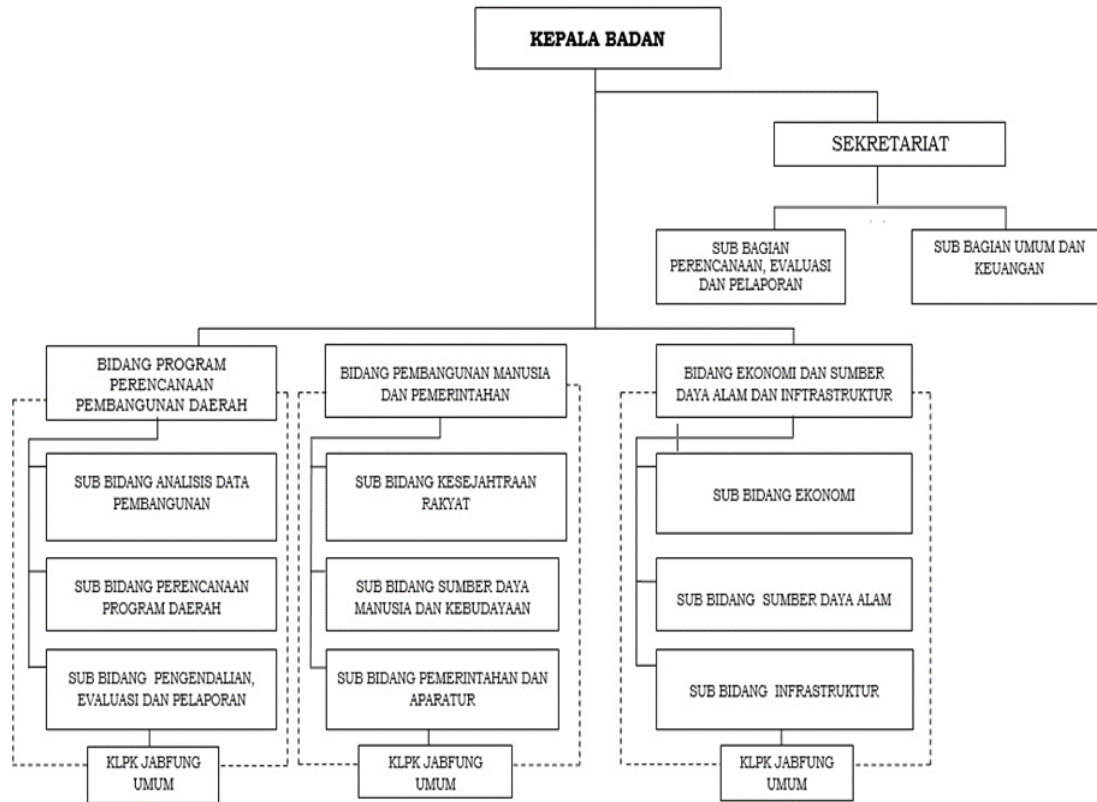 KEPALA BADAN
SEKRETARIAT
SUB BAGIAN
PERENCANAAN, EVALUASI
DAN PELAPORAN
SUB BAGIAN UMUM DAN
KEUANGAN
BIDANG PROGRAM
PERENCANAAN
PEMBANGUNAN DAERAH
SUB BIDANG ANALISIS DATA
PEMBANGUNAN
SUB BIDANG PERENCANAAN
PROGRAM DAERAH
SUB BIDANG PENGENDALIAN,
EVALUASI DAN PELAPORAN
KLPK JABFUNG
UMUM
BIDANG PEMBANGUNAN MANUSIA
DAN PEMERINTAHAN
SUB BIDANG KESEJAHTRAAN
RAKYAT
SUB BIDANG SUMBER DAYA
MANUSIA DAN KEBUDAYAAN
SUB BIDANG PEMERINTAHAN DAN
APARATUR
KLPK JABFUNG
UMUM
BIDANG EKONOMI DAN SUMBER
DAYA ALAM DAN INFTRASTRUKTUR
SUB BIDANG EKONOMI
SUB BIDANG SUMBER DAYA ALAM
SUB BIDANG INFRASTRUKTUR
KLPK JABFUNG
UMUM